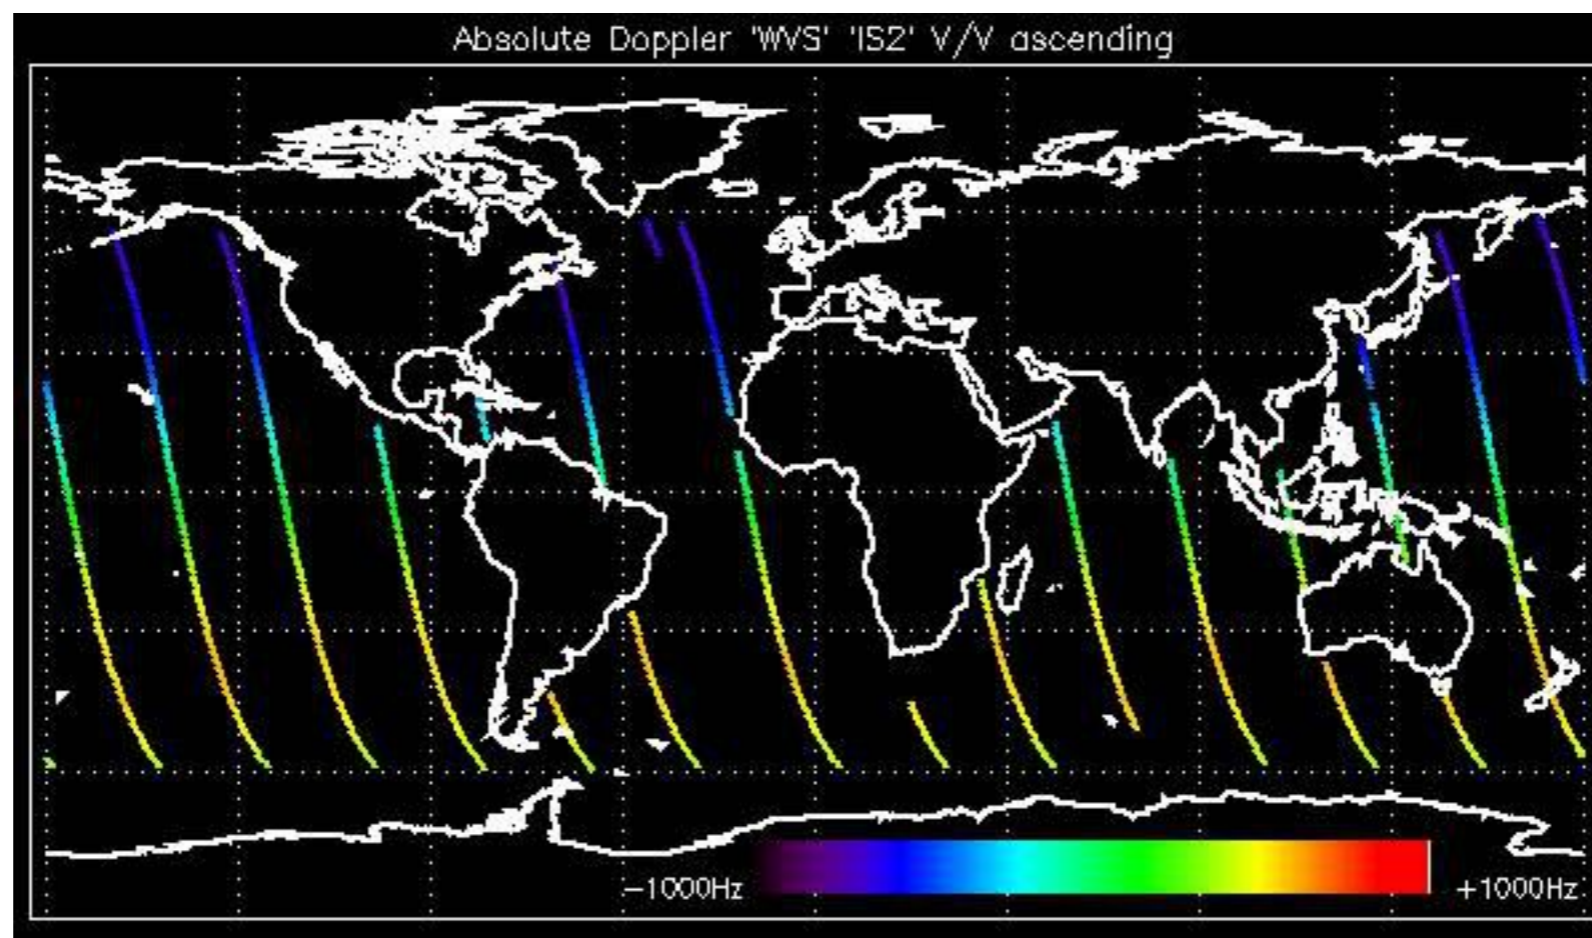 Absolute Doppler 'WVS' 'IS2' V/V ascending
-1000Hz +1000Hz